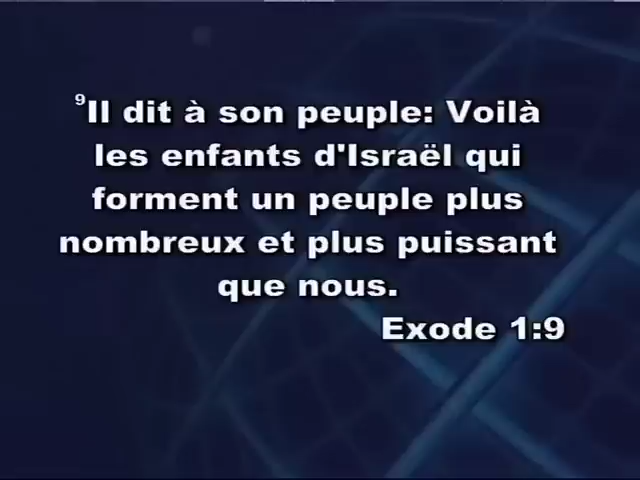 ⁹Il dit à son peuple: Voilà
les enfants d'Israël qui
forment un peuple plus
nombreux et plus puissant
que nous.
Exode 1:9